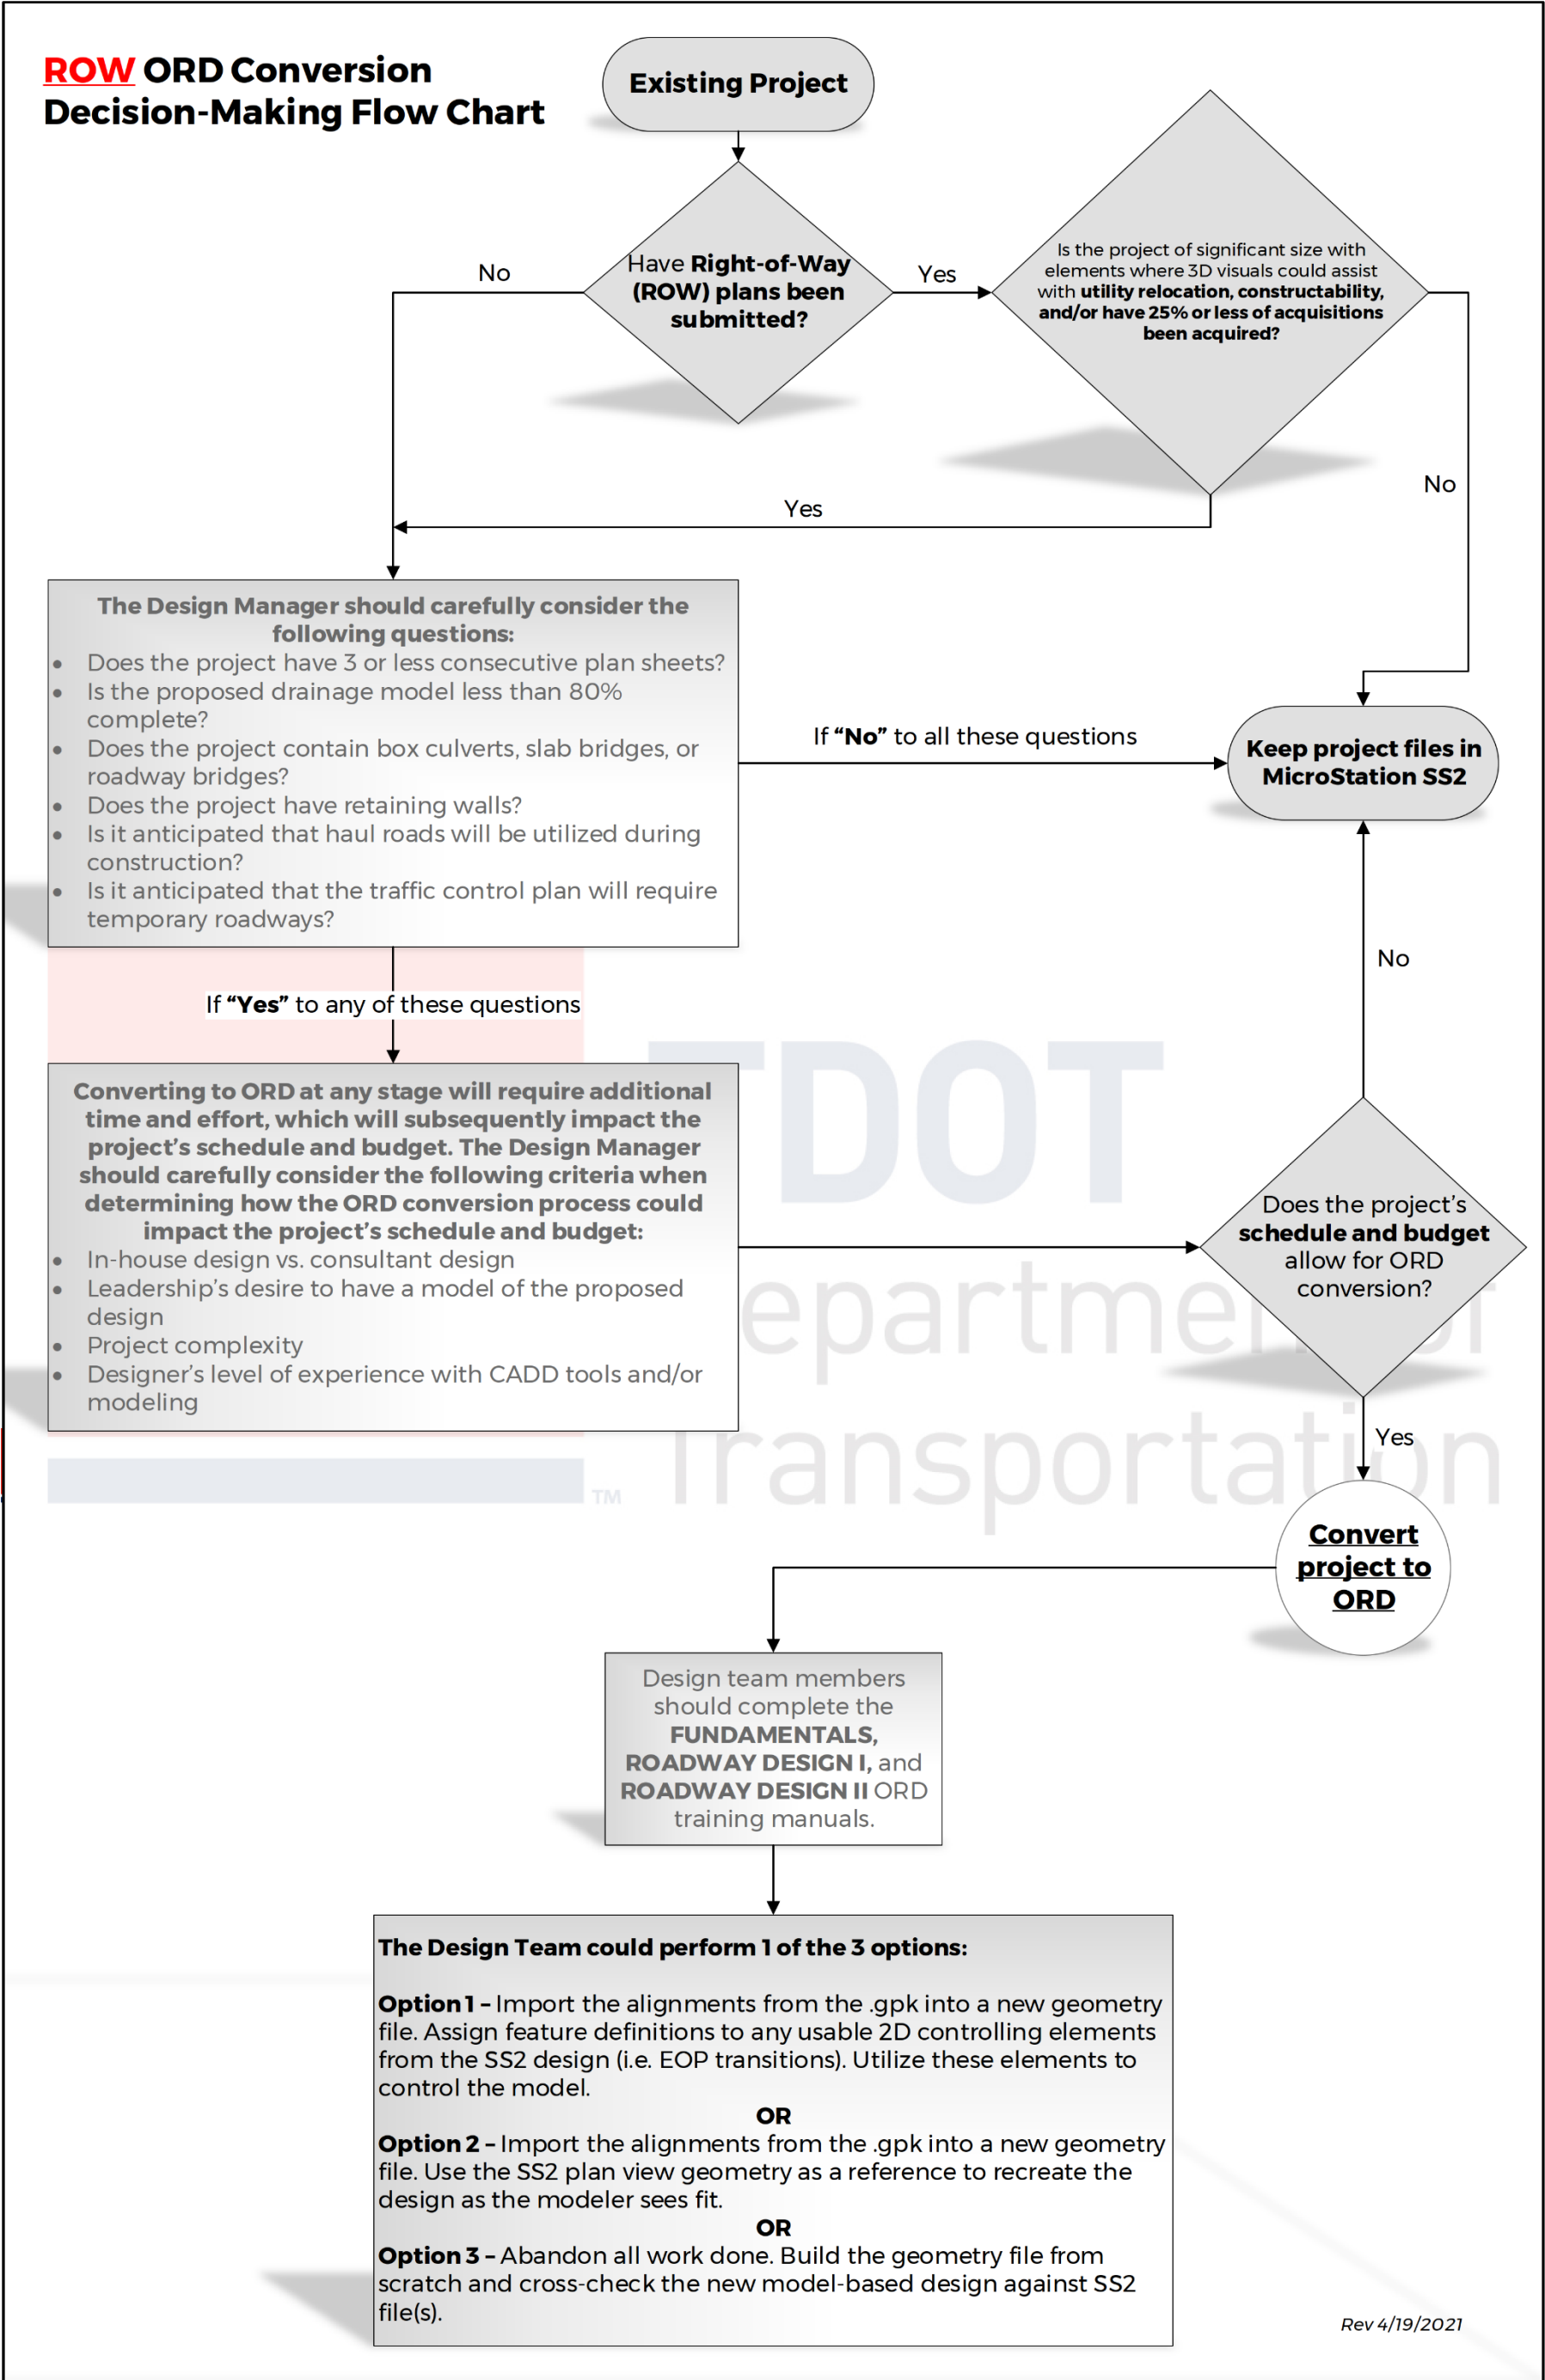 ROW ORD Conversion
Decision-Making Flow Chart
Existing Project
Have Right-of-Way
(ROW) plans been
submitted?
No
Yes
Is the project of significant size with
elements where 3D visuals could assist
with utility relocation, constructability,
and/or have 25% or less of acquisitions
been acquired?
No
Yes
The Design Manager should carefully consider the
following questions:
• Does the project have 3 or less consecutive plan sheets?
• Is the proposed drainage model less than 80%
complete?
• Does the project contain box culverts, slab bridges, or
roadway bridges?
• Does the project have retaining walls?
• Is it anticipated that haul roads will be utilized during
construction?
• Is it anticipated that the traffic control plan will require
temporary roadways?
If “No” to all these questions
Keep project files in
MicroStation SS2
If “Yes” to any of these questions
No
Converting to ORD at any stage will require additional
time and effort, which will subsequently impact the
project’s schedule and budget. The Design Manager
should carefully consider the following criteria when
determining how the ORD conversion process could
impact the project’s schedule and budget:
• In-house design vs. consultant design
• Leadership’s desire to have a model of the proposed
design
• Project complexity
• Designer’s level of experience with CADD tools and/or
modeling
Does the project’s
schedule and budget
allow for ORD
conversion?
TDOT
Department of
Transportation
TM
Yes
Convert
project to
ORD
Design team members
should complete the
FUNDAMENTALS,
ROADWAY DESIGN I, and
ROADWAY DESIGN II ORD
training manuals.
The Design Team could perform 1 of the 3 options:
Option 1 – Import the alignments from the .gpk into a new geometry
file. Assign feature definitions to any usable 2D controlling elements
from the SS2 design (i.e. EOP transitions). Utilize these elements to
control the model.
OR
Option 2 – Import the alignments from the .gpk into a new geometry
file. Use the SS2 plan view geometry as a reference to recreate the
design as the modeler sees fit.
OR
Option 3 – Abandon all work done. Build the geometry file from
scratch and cross-check the new model-based design against SS2
file(s).
Rev 4/19/2021